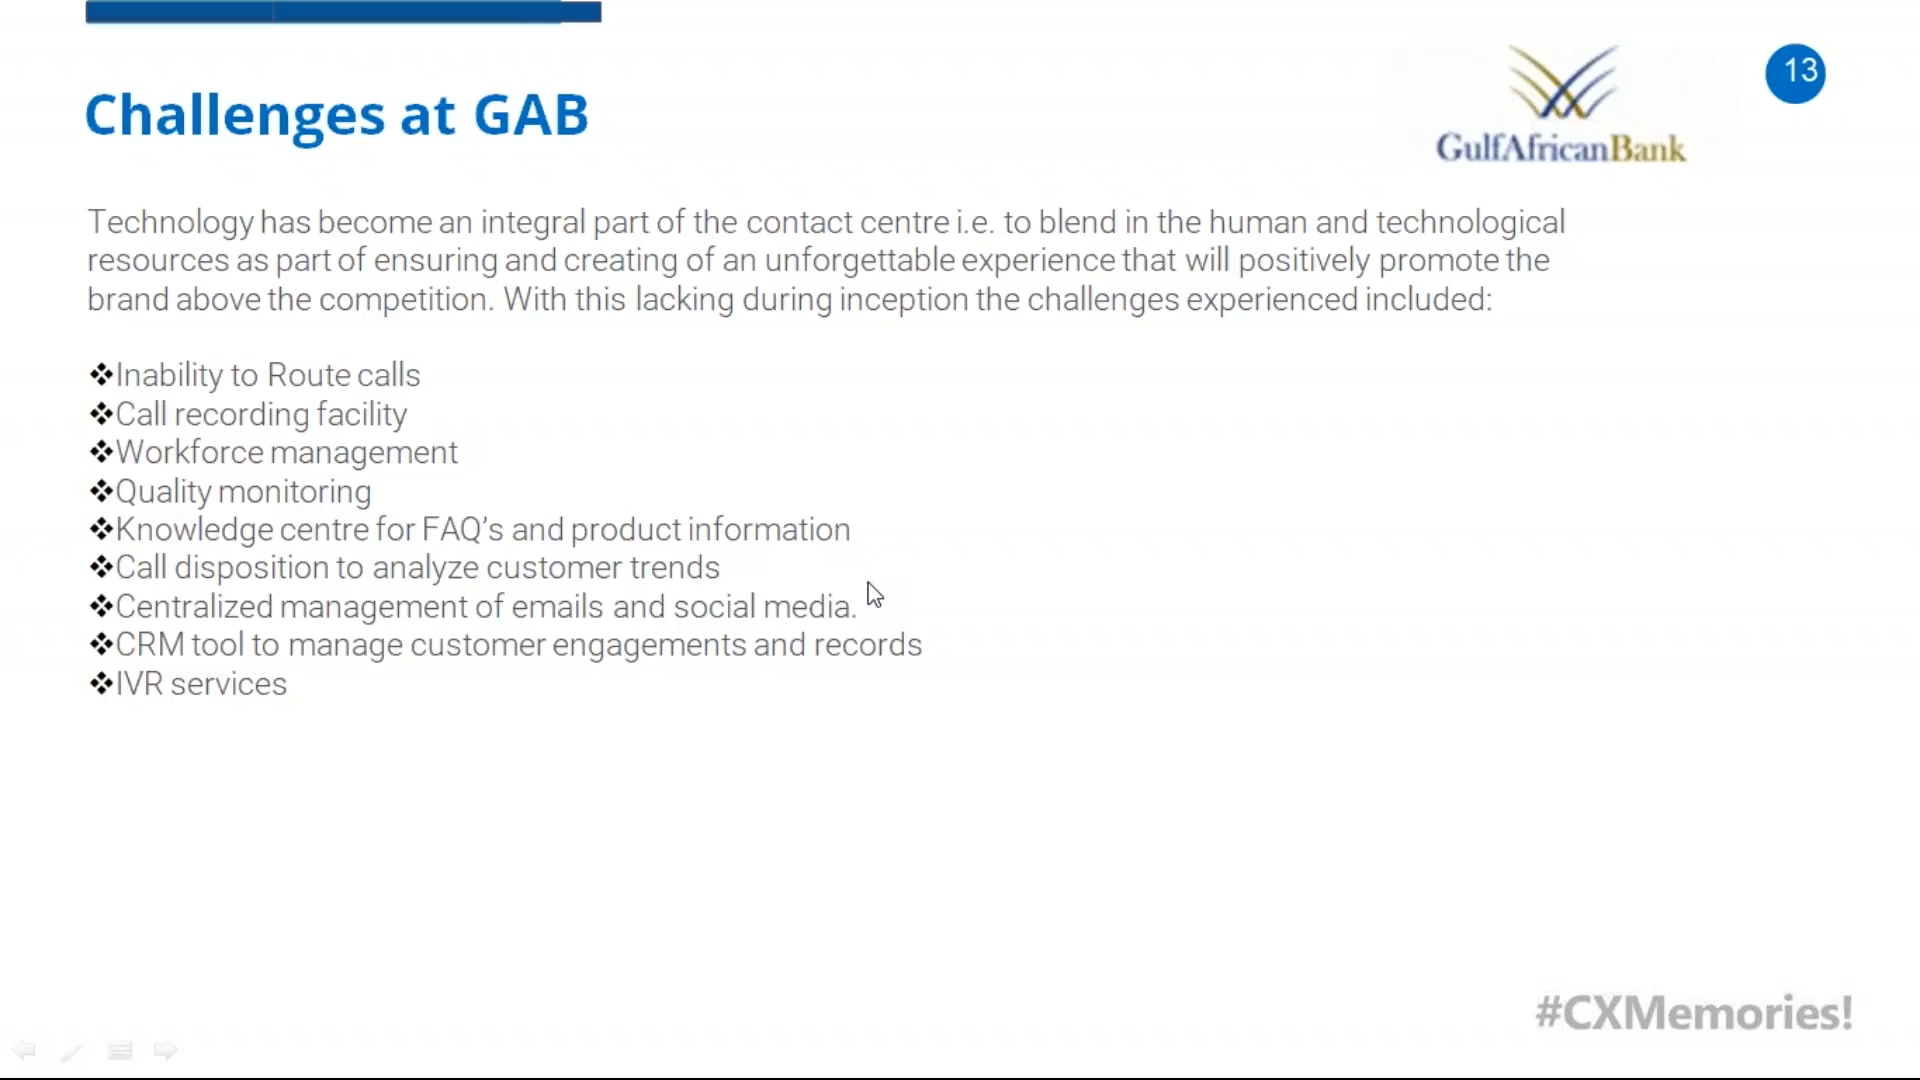 13
Challenges at GAB
GulfAfricanBank
Technology has become an integral part of the contact centre i.e. to blend in the human and technological
resources as part of ensuring and creating of an unforgettable experience that will positively promote the
brand above the competition. With this lacking during inception the challenges experienced included:
❖Inability to Route calls
❖Call recording facility
❖Workforce management
❖Quality monitoring
❖Knowledge centre for FAQ’s and product information
❖Call disposition to analyze customer trends
❖Centralized management of emails and social media.
❖CRM tool to manage customer engagements and records
❖IVR services
#CXMemories!